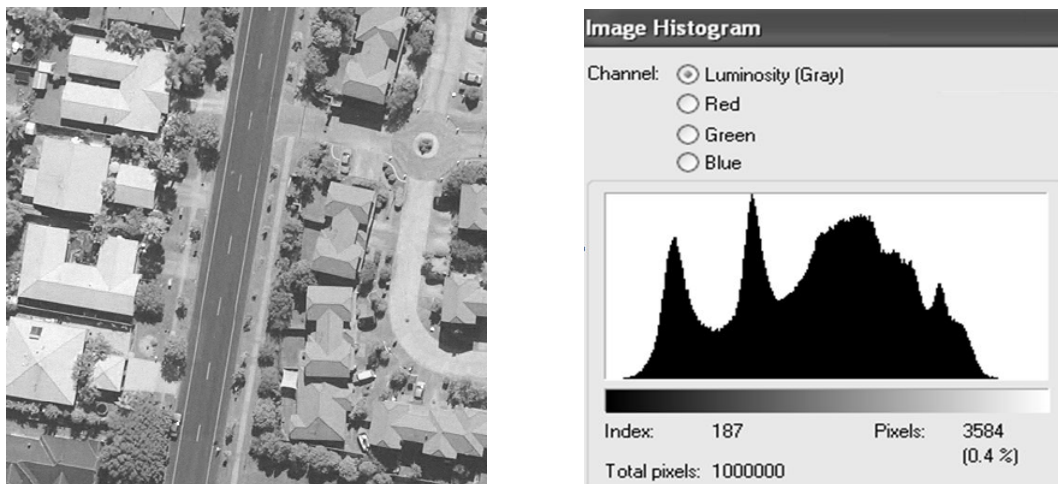 Image Histogram
Channel: Luminosity (Gray)
Red
Green
Blue
Index: 187 Pixels: 3584
(0.4 %)
Total pixels: 1000000